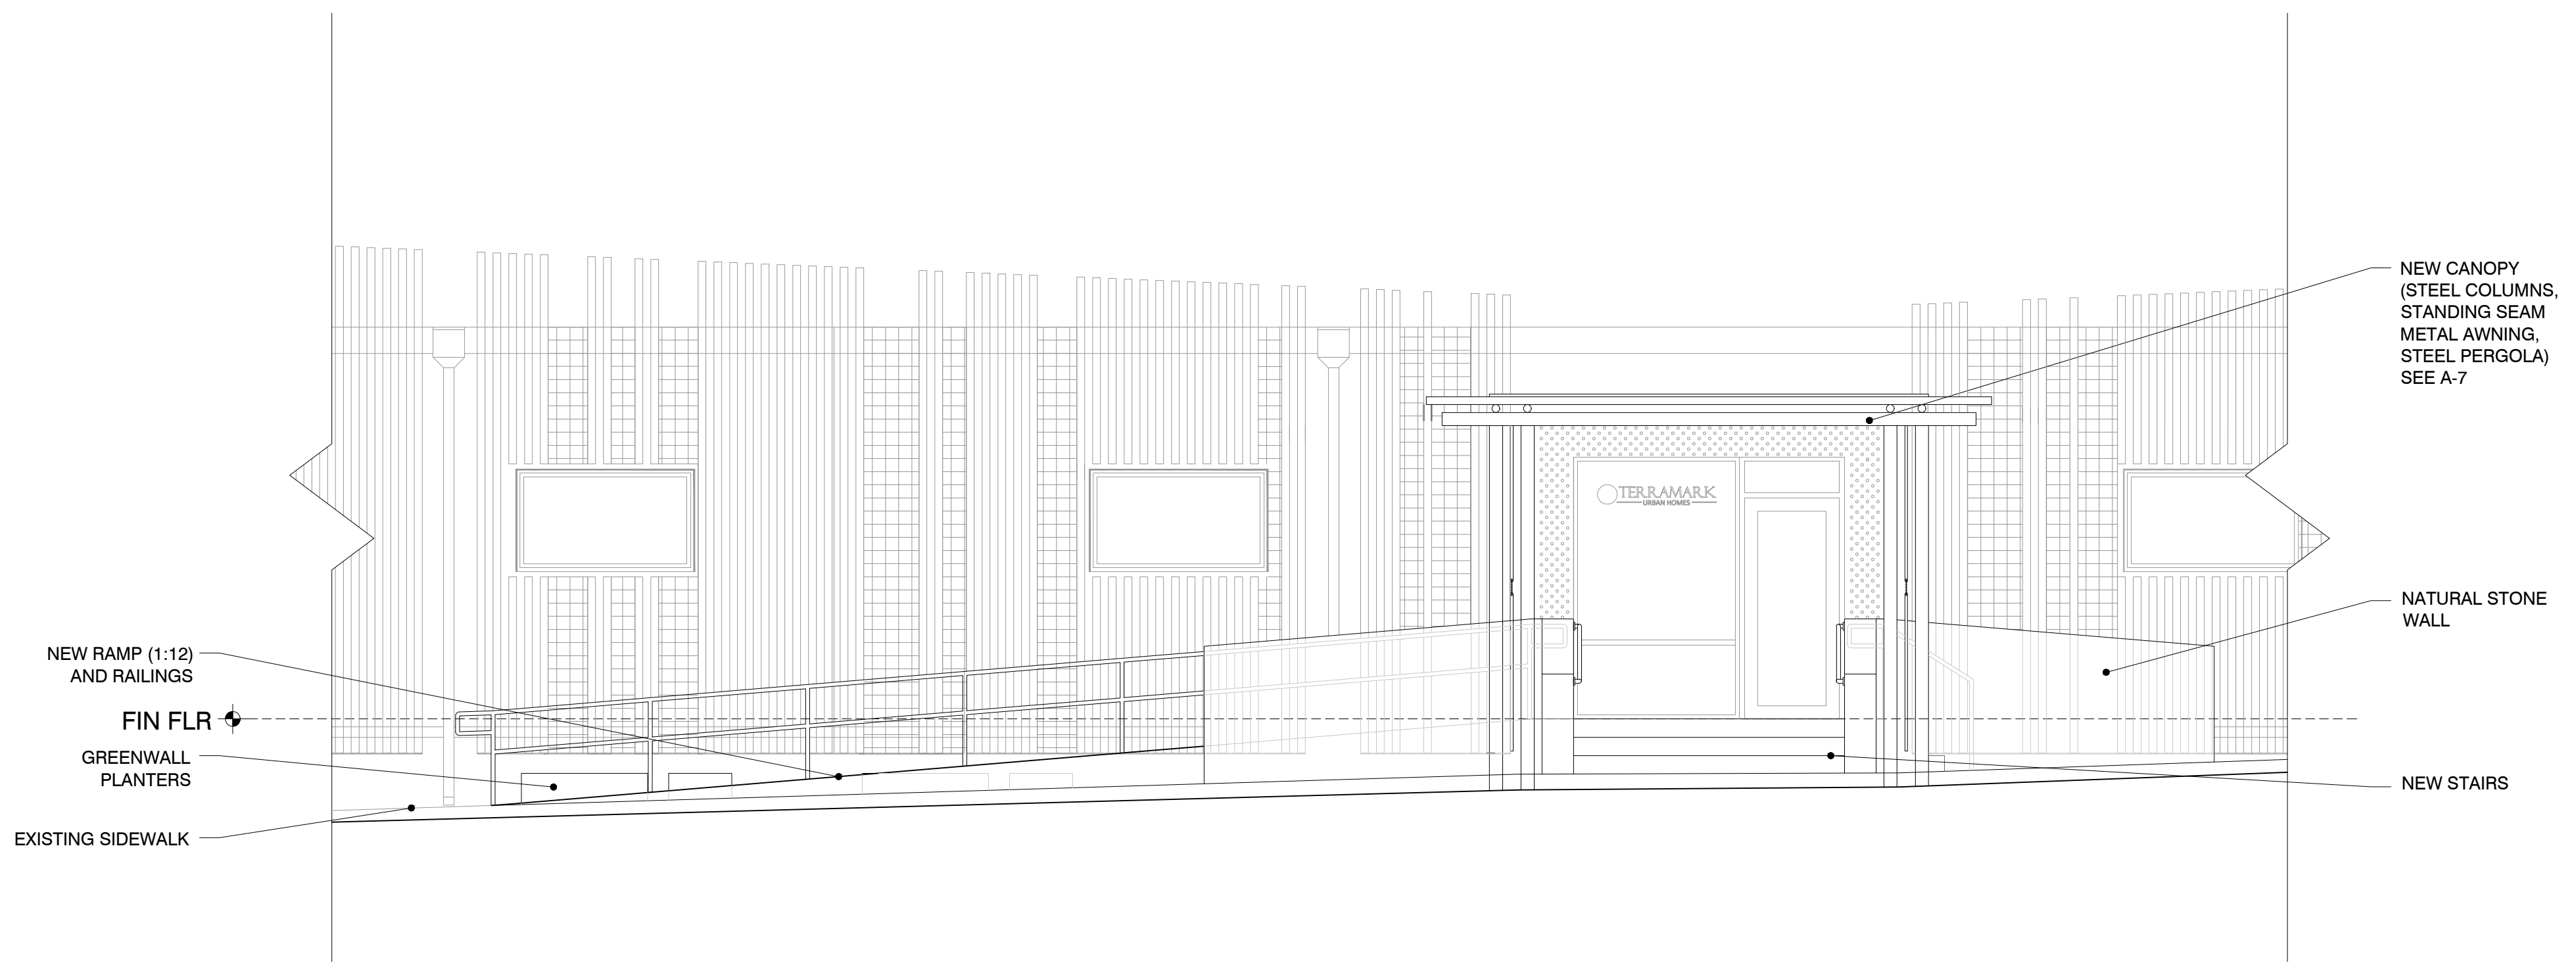 NEW CANOPY
(STEEL COLUMNS,
STANDING SEAM
METAL AWNING,
STEEL PERGOLA)
SEE A-7
TERRAMARK
URBAN HOMES
NATURAL STONE
WALL
NEW RAMP (1:12)
AND RAILINGS
FIN FLR
GREENWALL
PLANTERS
NEW STAIRS
EXISTING SIDEWALK